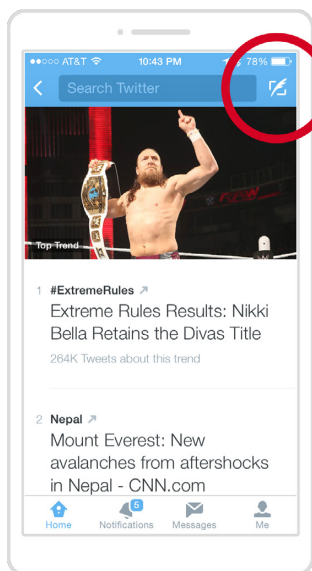 AT&T 10:43 PM 78%
Search Twitter
Top Trend
1 #ExtremeRules
Extreme Rules Results: Nikki
Bella Retains the Divas Title
264K Tweets about this trend
2 Nepal
Mount Everest: New
avalanches from aftershocks
in Nepal - CNN.com
5
Home Notifications Messages Me